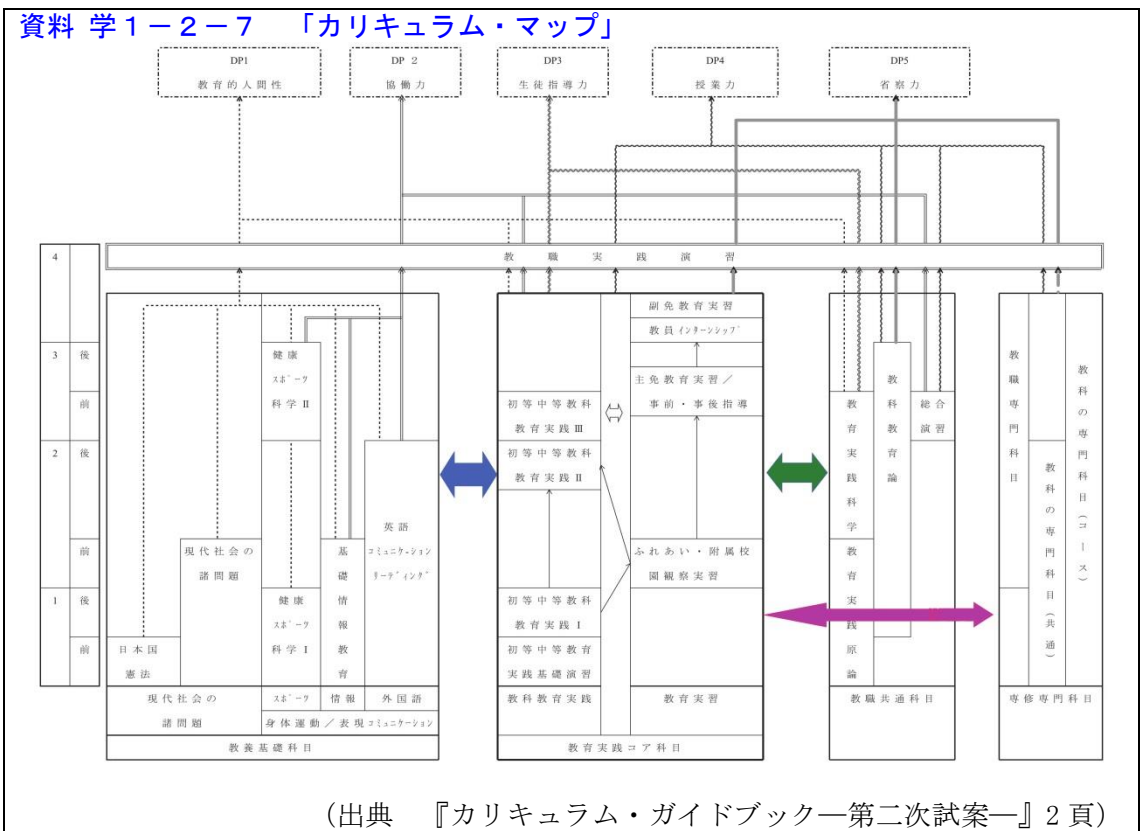 資料 学1－2－7　「カリキュラム・マップ」
DP1
教育的人間性
DP 2
協働力
DP3
生徒指導力
DP4
授業力
DP5
省察力
4
教職実践演習
3
後
前
2
後
前
1
後
前
健康
スポーツ
科学Ⅱ
英語
コミュニケーション
リーディング
現代社会の
諸問題
基礎情報教育
健康
スポーツ
科学Ⅰ
日本国
憲法
現代社会の
諸問題
スポーツ
情報
外国語
身体運動／表現
コミュニケーション
教養基礎科目
副免教育実習
教員インターンシップ
主免教育実習／
事前・事後指導
初等中等教科
教育実践Ⅲ
初等中等教科
教育実践Ⅱ
ふれあい・附属校
園観察実習
初等中等教科
教育実践Ⅰ
初等中等教育
実践基礎演習
教科教育実践
教育実習
教育実践コア科目
教育実践科学
教育実践原論
教科教育論
総合
演習
教職共通科目
教職専門科目
教科の専門科目（共通）
教科の専門科目（コース）
専修専門科目
（出典　『カリキュラム・ガイドブック―第二次試案―』2頁）